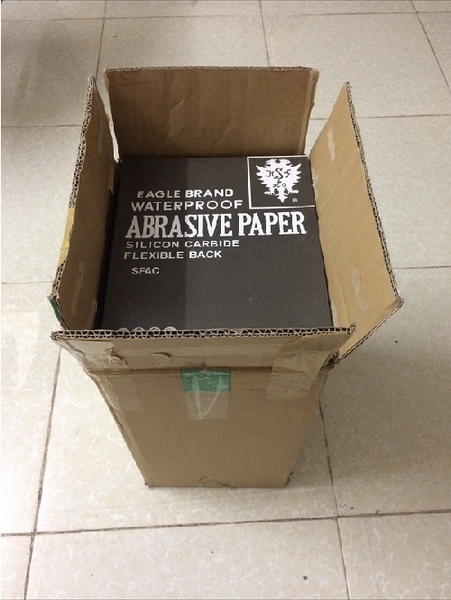 EAGLE BRAND
WATERPROOF
ABRASIVE PAPER
SILICON CARBIDE
FLEXIBLE BACK
SFAC